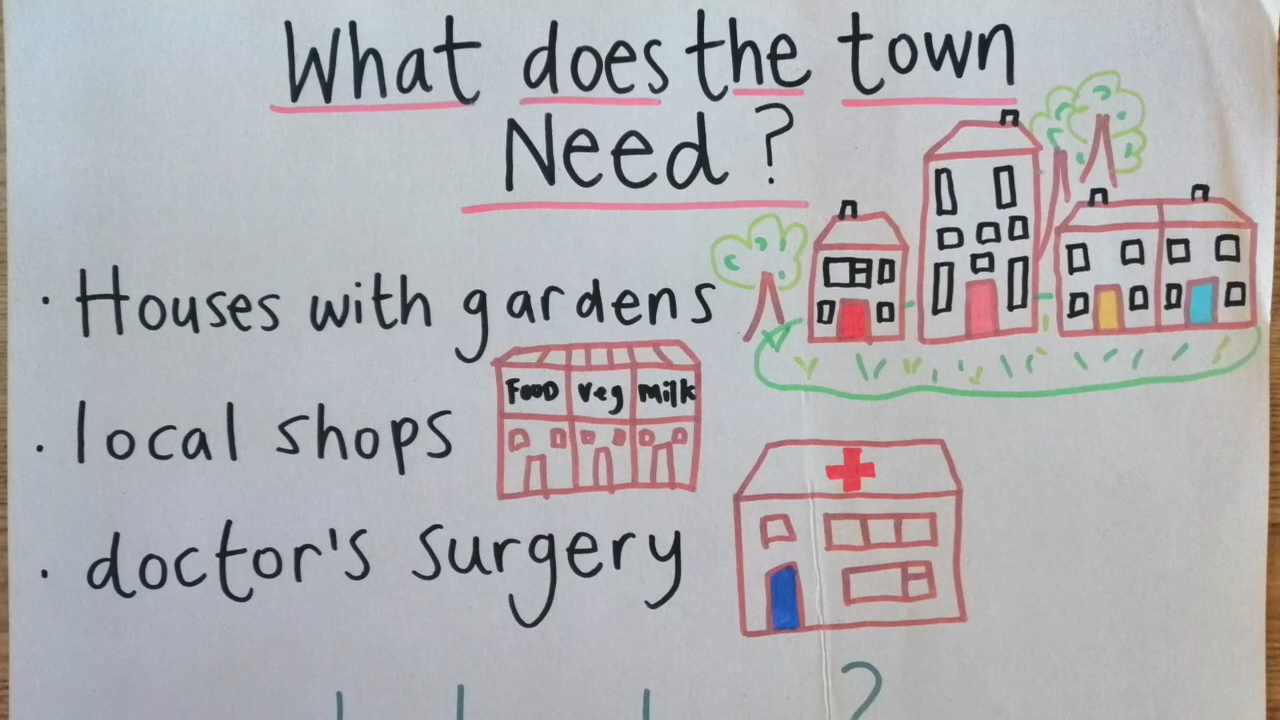 What does the town
Need?
· Houses with gardens
Food Veg Milk
· local shops
· doctor's surgery
?